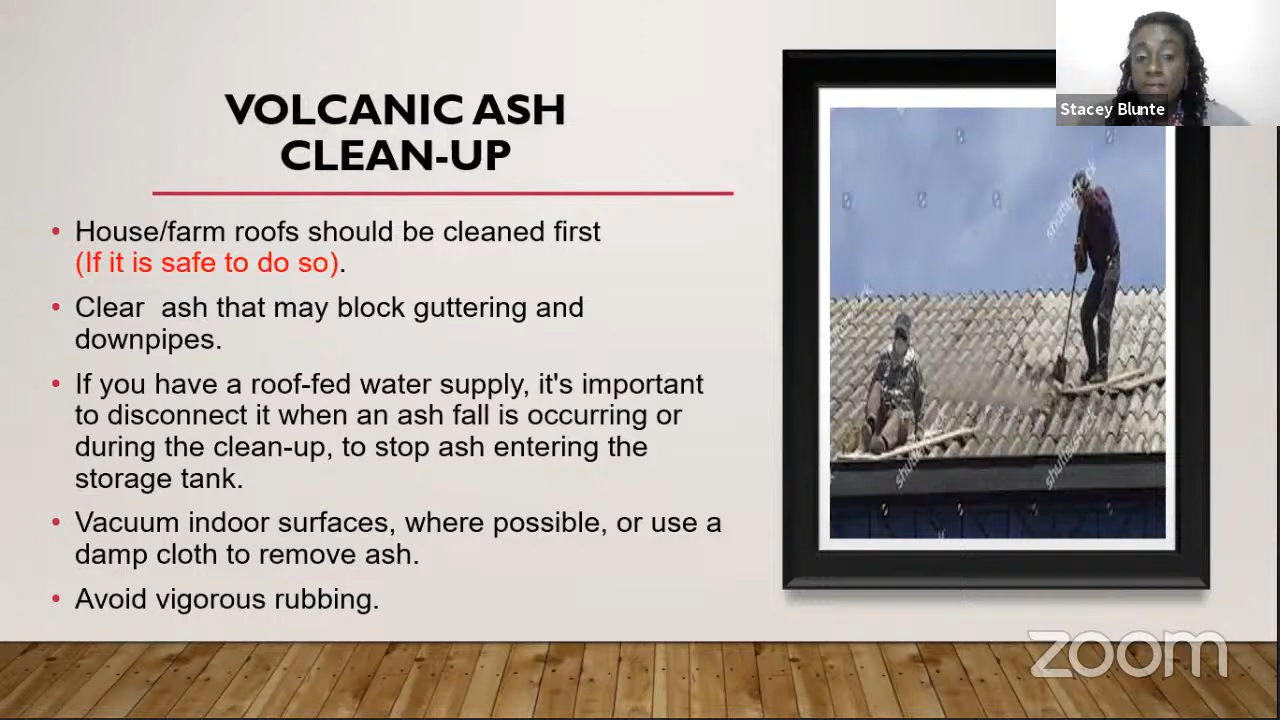 Stacey Blunte
VOLCANIC ASH
CLEAN-UP
• House/farm roofs should be cleaned first
(If it is safe to do so).
• Clear  ash that may block guttering and
downpipes.
• If you have a roof-fed water supply, it's important
to disconnect it when an ash fall is occurring or
during the clean-up, to stop ash entering the
storage tank.
• Vacuum indoor surfaces, where possible, or use a
damp cloth to remove ash.
• Avoid vigorous rubbing.
zoom